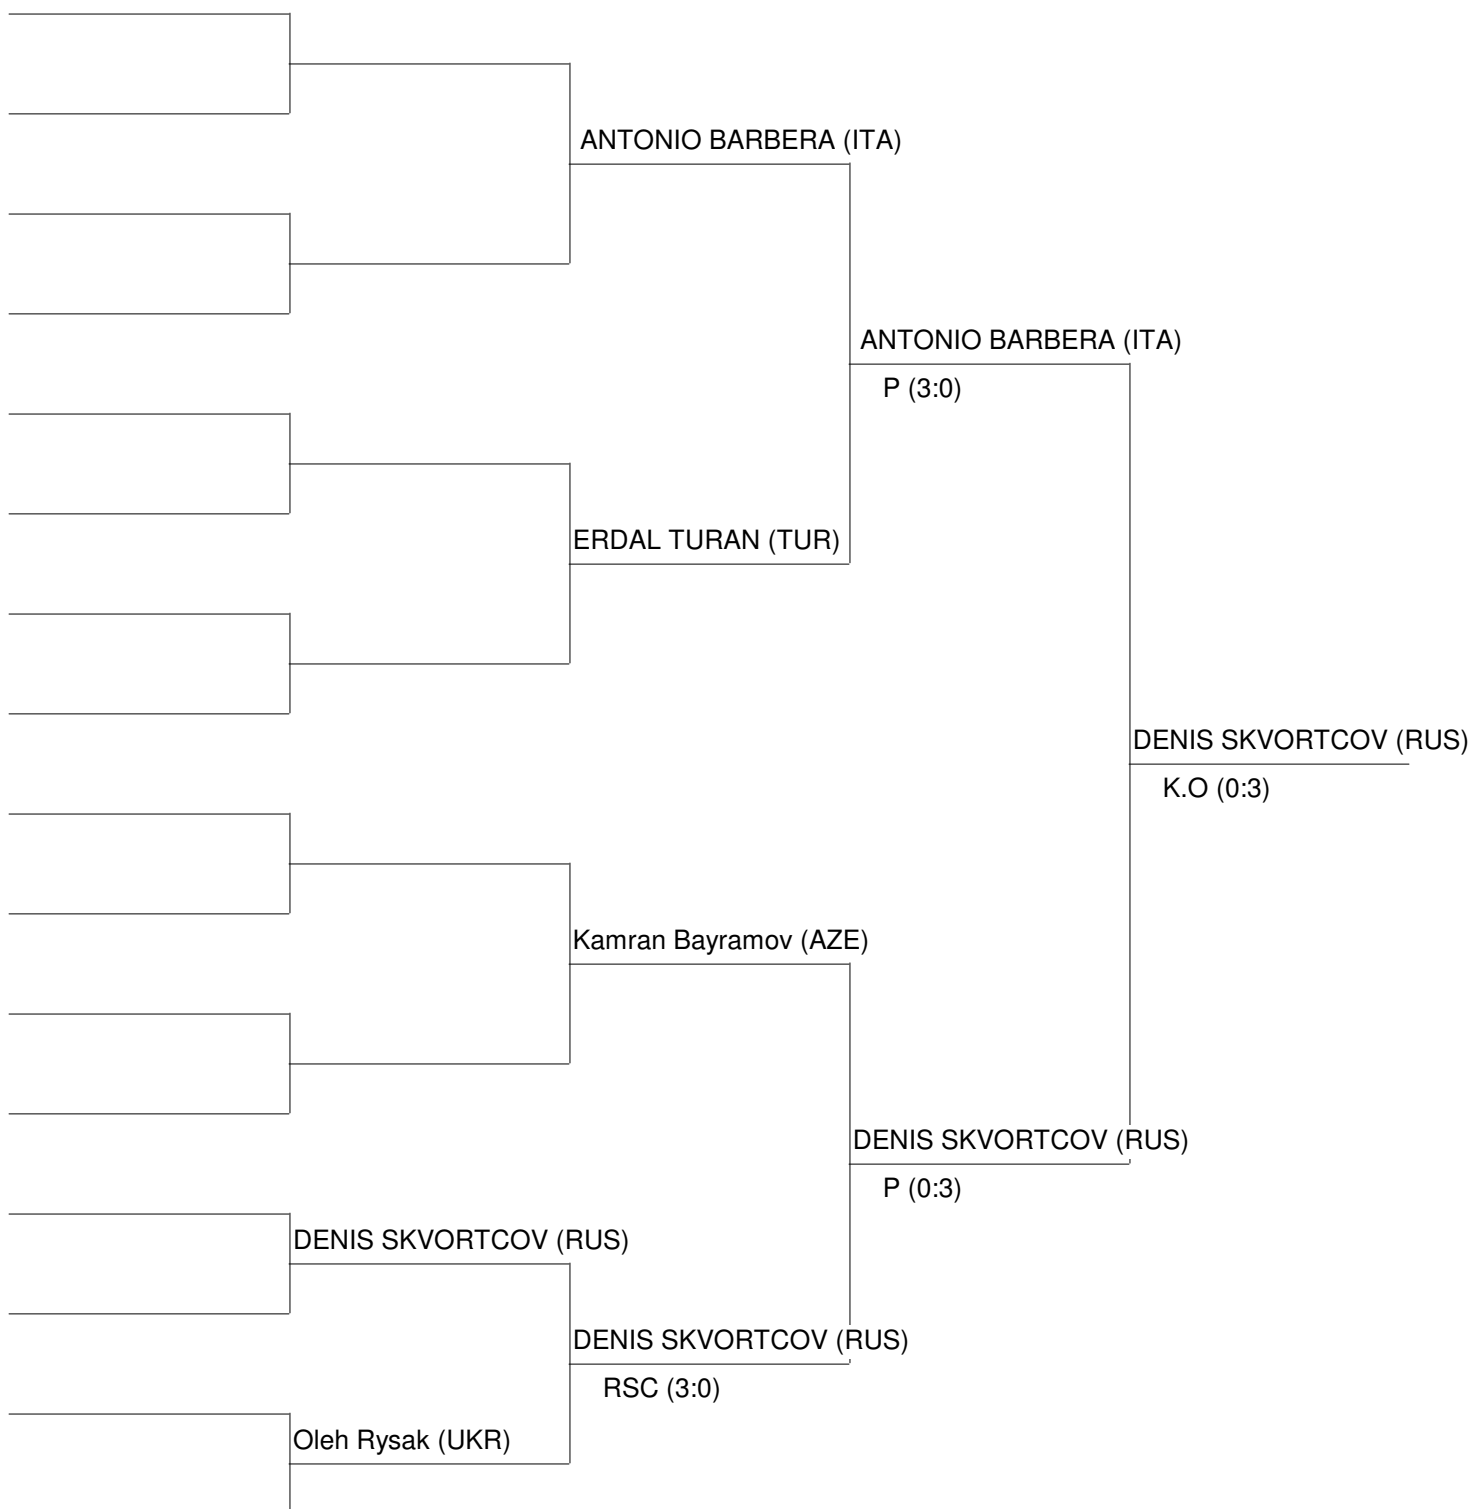 ANTONIO BARBERA (ITA)
ANTONIO BARBERA (ITA)
P (3:0)
ERDAL TURAN (TUR)
DENIS SKVORTCOV (RUS)
K.O (0:3)
Kamran Bayramov (AZE)
DENIS SKVORTCOV (RUS)
P (0:3)
DENIS SKVORTCOV (RUS)
DENIS SKVORTCOV (RUS)
RSC (3:0)
Oleh Rysak (UKR)